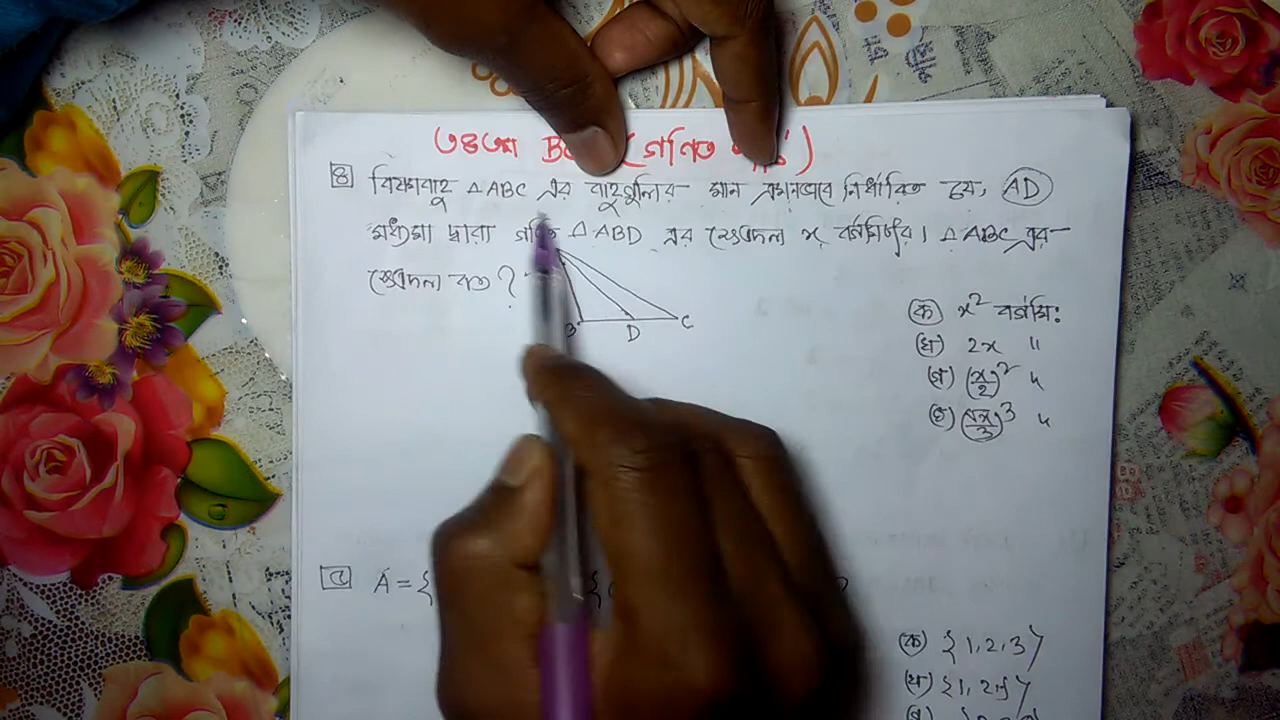 ৩৪তম (গণিত
৪ বিষমবাহু △ABC এর বাহুগুলির মান এমনভাবে নির্ধারিত যে, AD
মধ্যমা দ্বারা গঠিত △ABD এর ক্ষেত্রফল x বর্গমিটার। △ABC এর
ক্ষেত্রফল কত?
B D C
(ক) x² বর্গমি:
(খ) 2x "
(গ) (x/2)² "
(ঘ) (√x/3)³ "
৫ A = {
(ক) {1, 2, 3}
(খ) {1, 2,